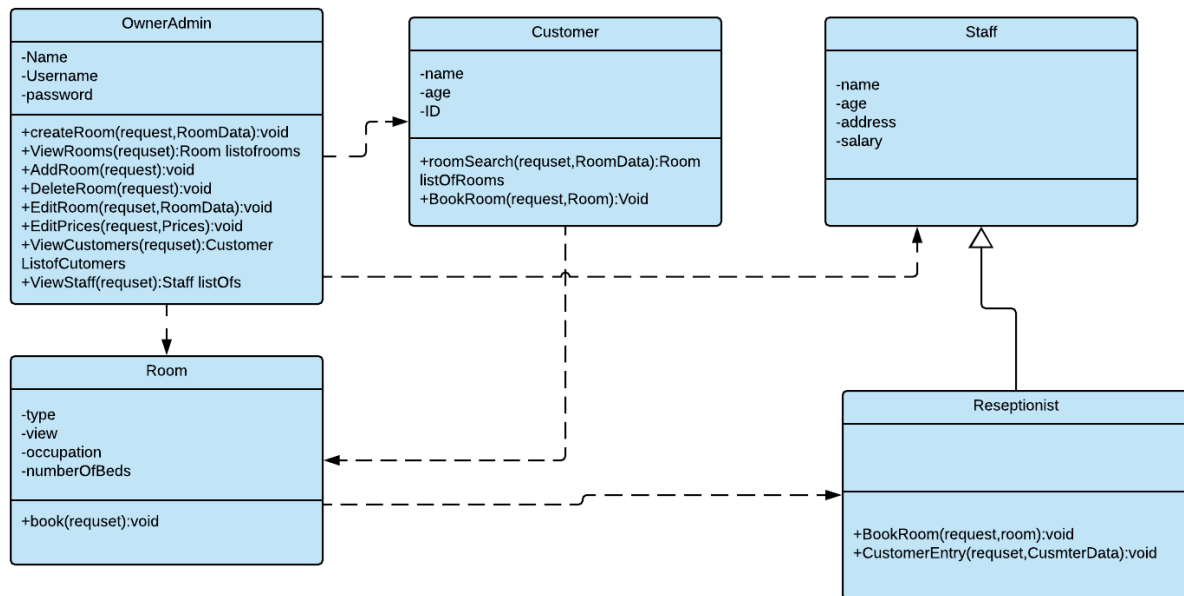 OwnerAdmin
-Name
-Username
-password
+createRoom(request,RoomData):void
+ViewRooms(requset):Room listofrooms
+AddRoom(request):void
+DeleteRoom(request):void
+EditRoom(requset,RoomData):void
+EditPrices(request,Prices):void
+ViewCustomers(requset):Customer
ListofCutomers
+ViewStaff(requset):Staff listOfs
Customer
-name
-age
-ID
+roomSearch(requset,RoomData):Room
listOfRooms
+BookRoom(request,Room):Void
Staff
-name
-age
-address
-salary
Room
-type
-view
-occupation
-numberOfBeds
+book(requset):void
Reseptionist
+BookRoom(request,room):void
+CustomerEntry(requset,CusmterData):void